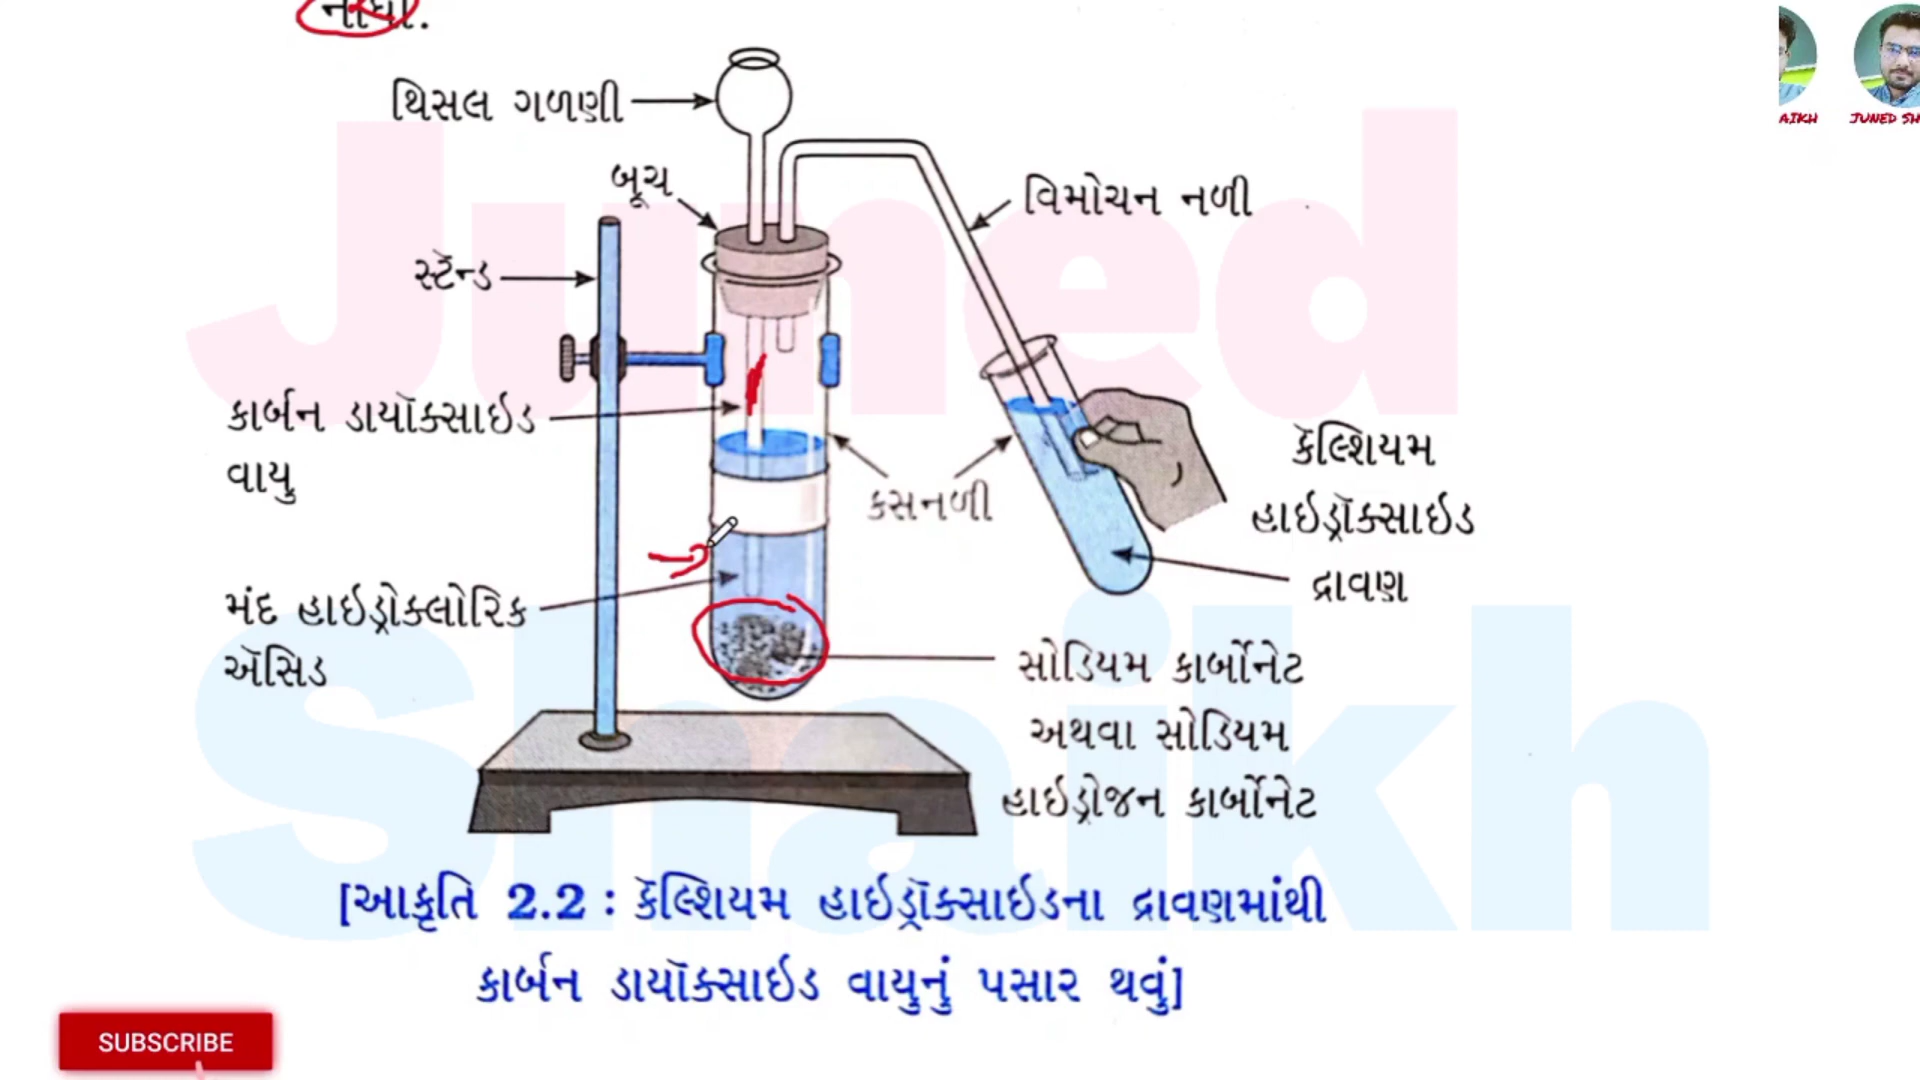 થિસલ ગળણી
બૂચ
વિમોચન નળી
સ્ટૅન્ડ
કાર્બન ડાયૉક્સાઇડ
વાયુ
કસનળી
કૅલ્શિયમ
હાઇડ્રૉક્સાઇડ
દ્રાવણ
મંદ હાઇડ્રોક્લોરિક
ઍસિડ
સોડિયમ કાર્બોનેટ
અથવા સોડિયમ
હાઇડ્રોજન કાર્બોનેટ
[આકૃતિ 2.2 : કૅલ્શિયમ હાઇડ્રૉક્સાઇડના દ્રાવણમાંથી
કાર્બન ડાયૉક્સાઇડ વાયુનું પસાર થવું]
Juned
Shaikh
AIKH
JUNED SH
SUBSCRIBE